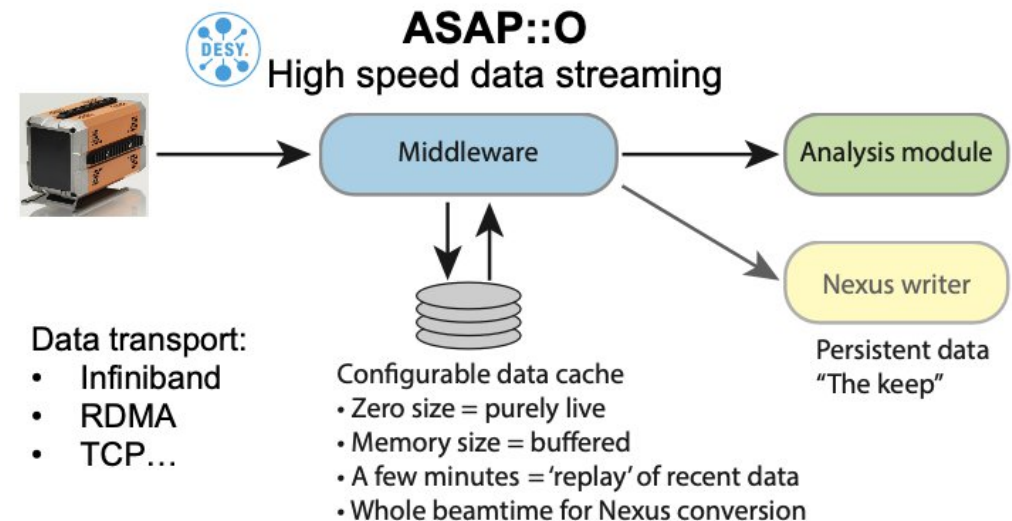 DESY.
ASAP::O
High speed data streaming
Middleware
Analysis module
Nexus writer
Persistent data
“The keep”
Data transport:
• Infiniband
• RDMA
• TCP…
Configurable data cache
• Zero size = purely live
• Memory size = buffered
• A few minutes = ‘replay’ of recent data
• Whole beamtime for Nexus conversion